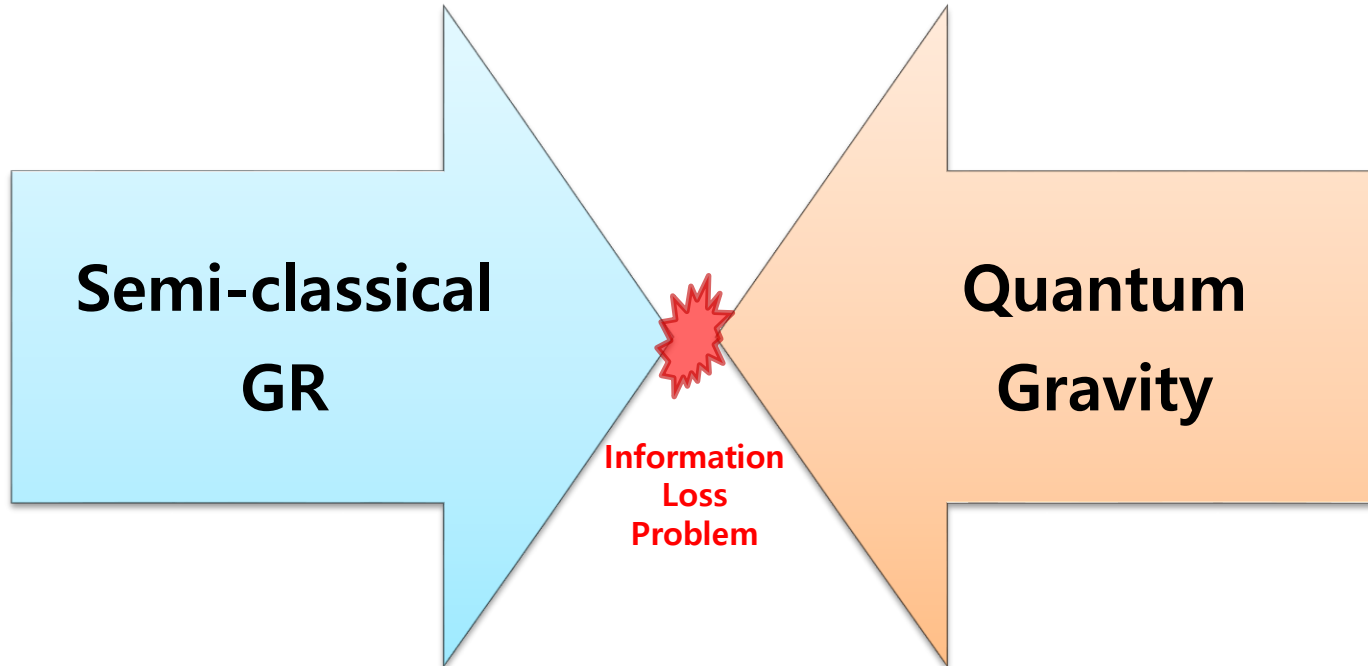 Semi-classical
GR
Quantum
Gravity
Information
Loss
Problem